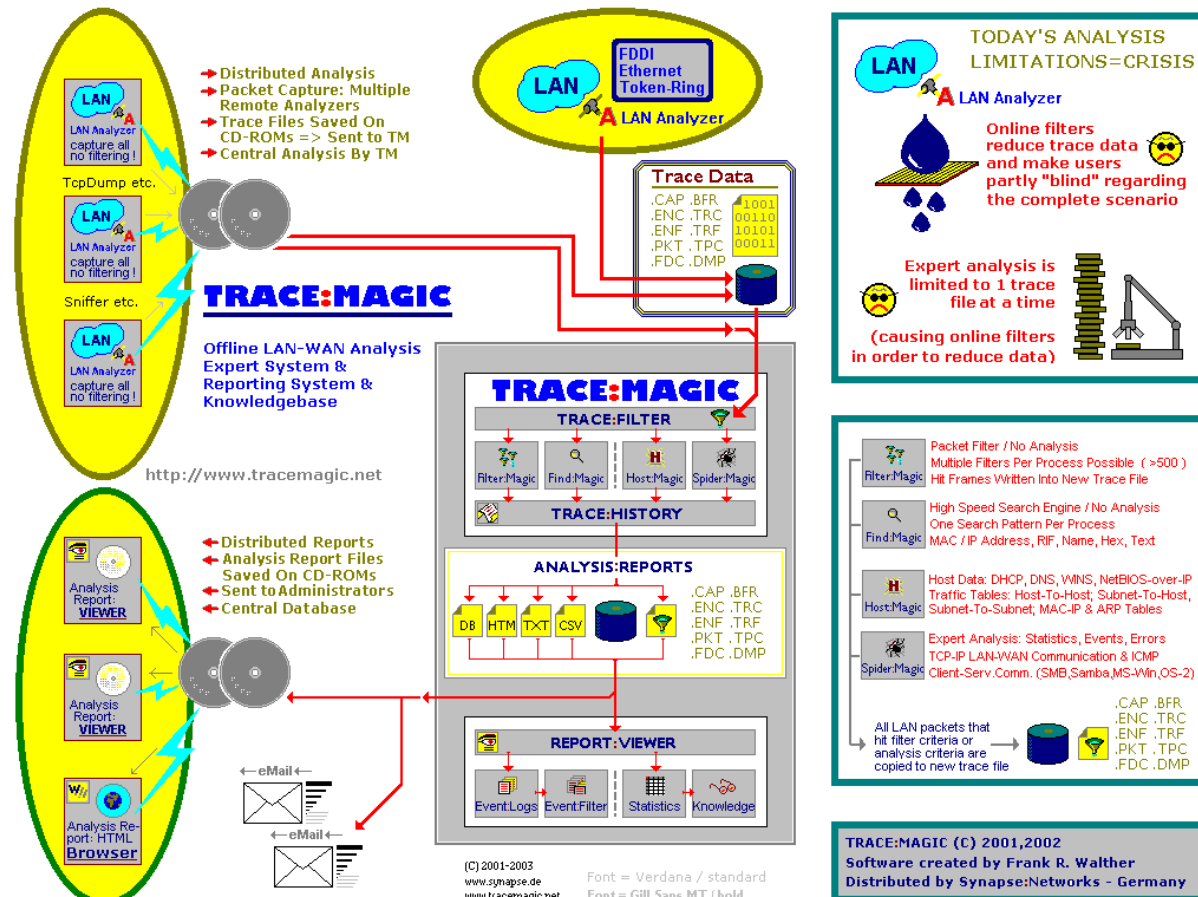 LAN
LAN Analyzer
capture all
no filtering !
TcpDump etc.
LAN
LAN Analyzer
capture all
no filtering !
Sniffer etc.
LAN
LAN Analyzer
capture all
no filtering !
Distributed Analysis
Packet Capture: Multiple
Remote Analyzers
Trace Files Saved On
CD-ROMs => Sent to TM
Central Analysis By TM
TRACE:MAGIC
Offline LAN-WAN Analysis
Expert System &
Reporting System &
Knowledgebase
http://www.tracemagic.net
LAN
FDDI
Ethernet
Token-Ring
A LAN Analyzer
Trace Data
.CAP .BFR
.ENC .TRC
.ENF .TRF
.PKT .TPC
.FDC .DMP
1001
00110
10101
00011
TRACE:MAGIC
TRACE:FILTER
Filter:Magic
Find:Magic
Host:Magic
Spider:Magic
TRACE:HISTORY
ANALYSIS:REPORTS
DB
HTM
TXT
CSV
.CAP .BFR
.ENC .TRC
.ENF .TRF
.PKT .TPC
.FDC .DMP
REPORT:VIEWER
Event:Logs
Event:Filter
Statistics
Knowledge
Distributed Reports
Analysis Report Files
Saved On CD-ROMs
Sent to Administrators
Central Database
Analysis
Report:
VIEWER
Analysis
Report:
VIEWER
Analysis Re-
port: HTML
Browser
eMail
eMail
(C) 2001-2003
www.synapse.de
www.tracemagic.net
Font = Verdana / standard
Font = Gill Sans MT (bold
TODAY'S ANALYSIS
LIMITATIONS=CRISIS
LAN
A LAN Analyzer
Online filters
reduce trace data
and make users
partly "blind" regarding
the complete scenario
Expert analysis is
limited to 1 trace
file at a time
(causing online filters
in order to reduce data)
Filter:Magic
Packet Filter / No Analysis
Multiple Filters Per Process Possible ( >500 )
Hit Frames Written Into New Trace File
Find:Magic
High Speed Search Engine / No Analysis
One Search Pattern Per Process
MAC / IP Address, RIF, Name, Hex, Text
Host:Magic
Host Data: DHCP, DNS, WINS, NetBIOS-over-IP
Traffic Tables: Host-To-Host; Subnet-To-Host,
Subnet-To-Subnet; MAC-IP & ARP Tables
Spider:Magic
Expert Analysis: Statistics, Events, Errors
TCP-IP LAN-WAN Communication & ICMP
Client-Serv.Comm. (SMB,Samba,MS-Win,OS-2)
All LAN packets that
hit filter criteria or
analysis criteria are
copied to new trace file
.CAP .BFR
.ENC .TRC
.ENF .TRF
.PKT .TPC
.FDC .DMP
TRACE:MAGIC (C) 2001,2002
Software created by Frank R. Walther
Distributed by Synapse:Networks - Germany